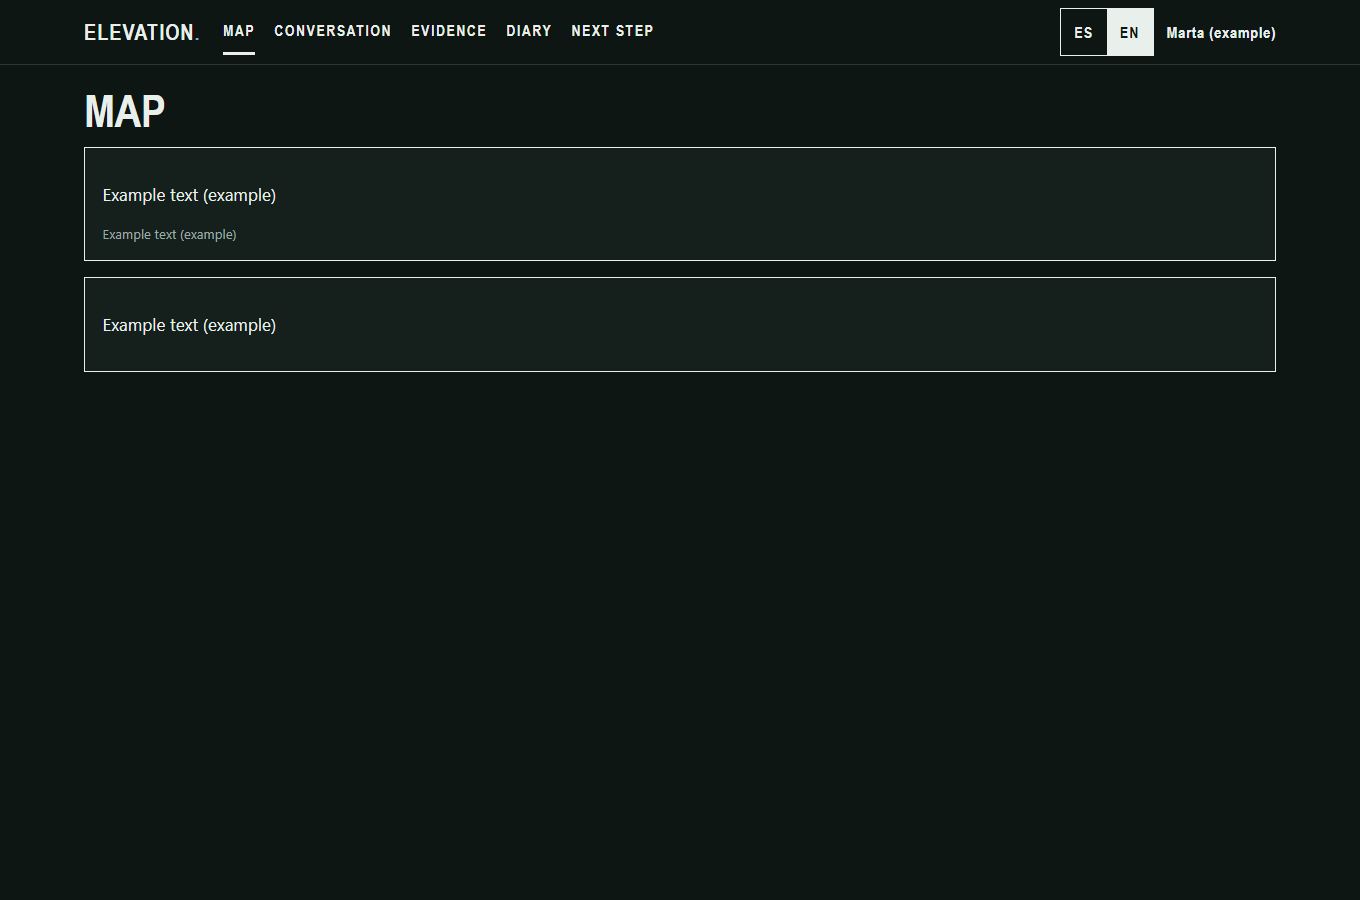 ELEVATION.
MAP CONVERSATION EVIDENCE DIARY NEXT STEP
ES EN Marta (example)
MAP
Example text (example)
Example text (example)
Example text (example)